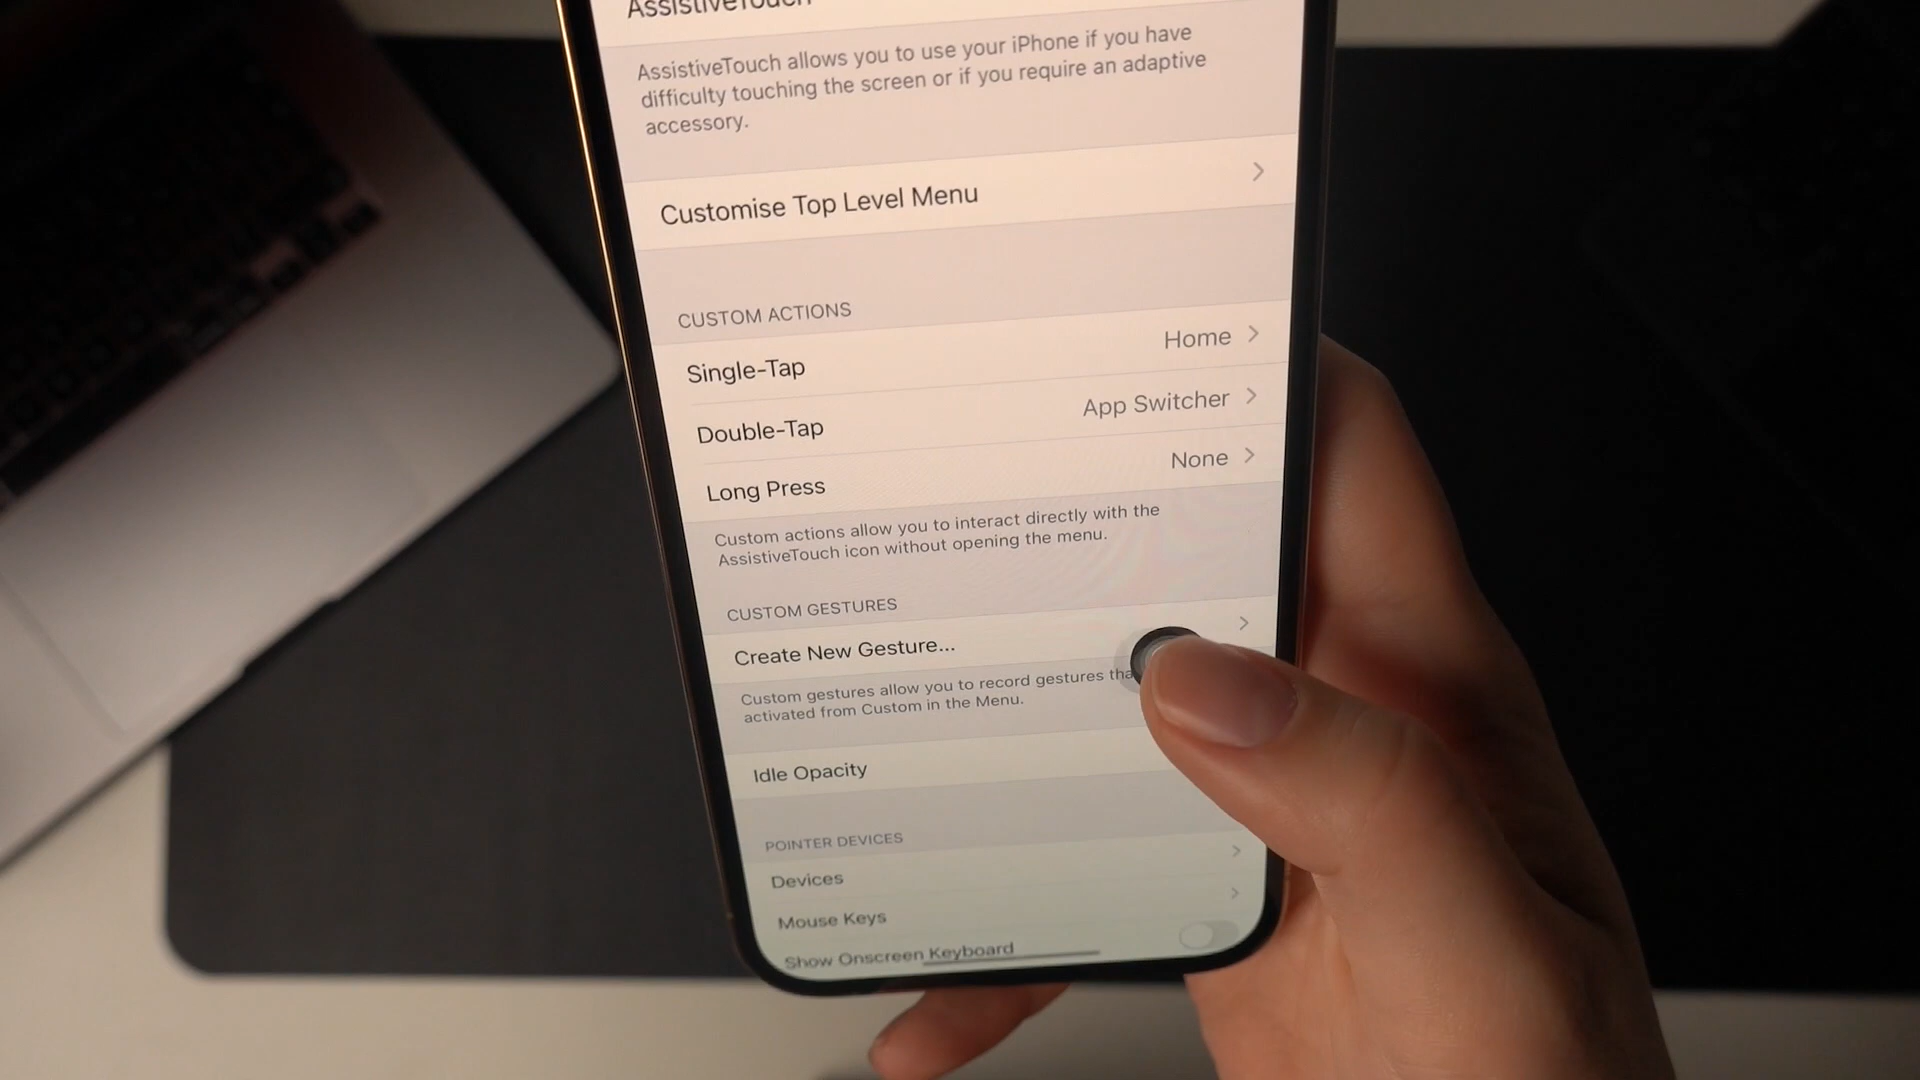 AssistiveTouch
AssistiveTouch allows you to use your iPhone if you have
difficulty touching the screen or if you require an adaptive
accessory.
Customise Top Level Menu
CUSTOM ACTIONS
Single-Tap Home
Double-Tap App Switcher
Long Press None
Custom actions allow you to interact directly with the
AssistiveTouch icon without opening the menu.
CUSTOM GESTURES
Create New Gesture...
Custom gestures allow you to record gestures
activated from Custom in the Menu.
Idle Opacity
POINTER DEVICES
Devices
Mouse Keys
Show Onscreen Keyboard